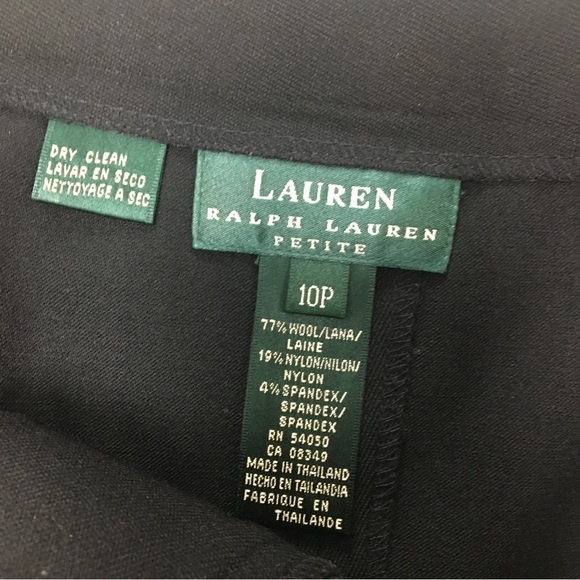 DRY CLEAN
LAVAR EN SECO
NETTOYAGE A SEC
LAUREN
RALPH LAUREN
PETITE
10P
77% WOOL/LANA/
LAINE
19% NYLON/NILON/
NYLON
4% SPANDEX/
SPANDEX/
SPANDEX
RN 54050
CA 08349
MADE IN THAILAND
HECHO EN TAILANDIA
FABRIQUE EN
THAILANDE